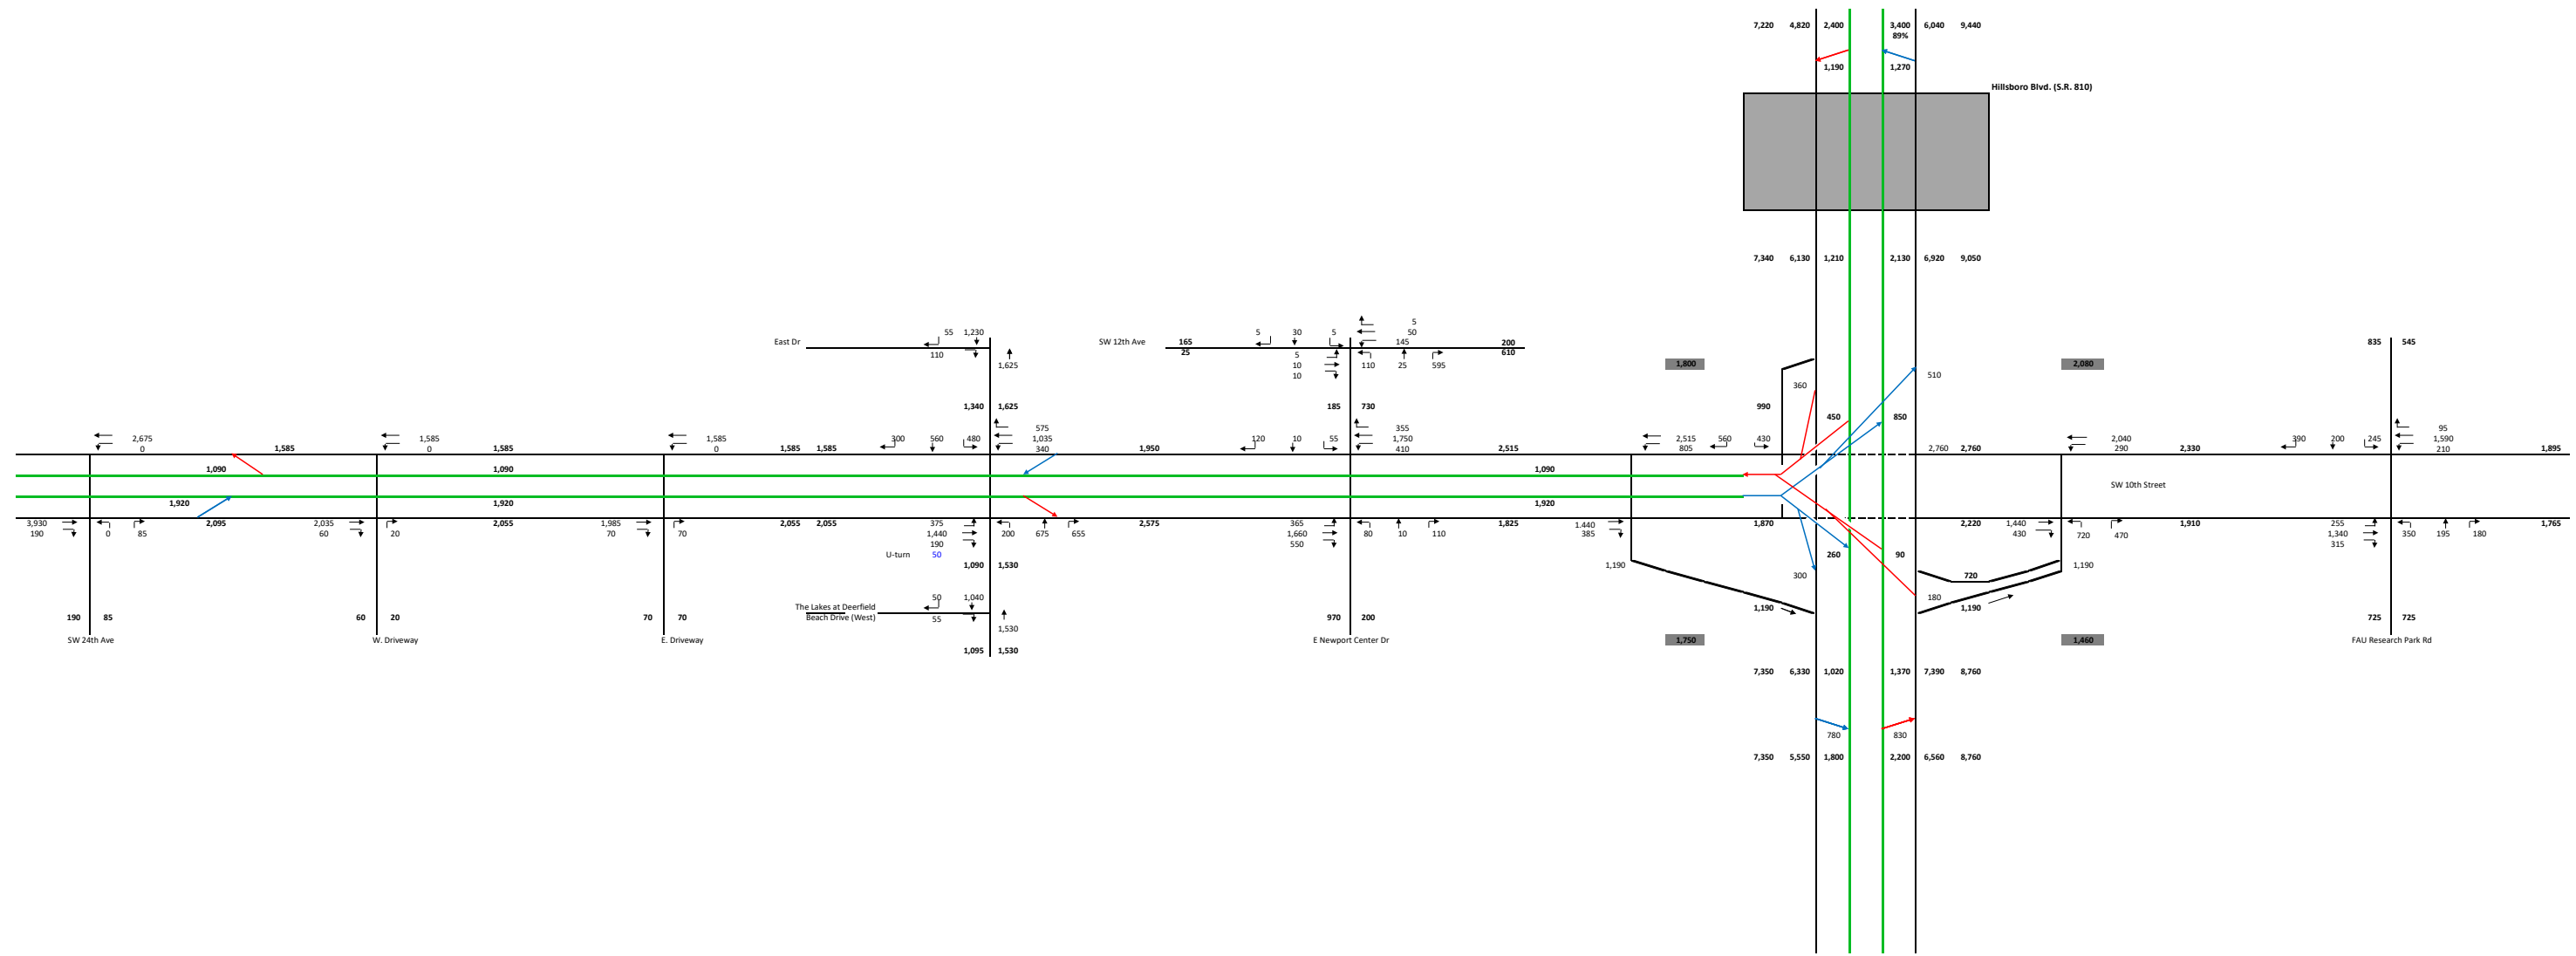 7,220 4,820 2,400 3,400 6,040 9,440
89%
1,190 1,270
Hillsboro Blvd. (S.R. 810)
7,340 6,130 1,210 2,130 6,920 9,050
55 1,230 5 30 5 5
50
East Dr SW 12th Ave 165 145 200 835 545
110 25 5 610
1,625 10 110 25 595 1,800 2,080
10 510
360
1,340 1,625 185 730 990 450 850
575 355 95
2,675 1,585 1,585 300 560 480 1,035 120 10 55 1,750 2,515 560 430 2,040 390 200 245 1,590
0 1,585 0 1,585 0 1,585 1,585 340 1,950 410 2,515 805 2,760 2,760 290 2,330 210 1,895
1,090 1,090 1,090
SW 10th Street
1,920 1,920 1,920
3,930 2,095 2,035 2,055 1,985 2,055 2,055 375 2,575 365 1,825 1.440 1,870 2,220 1,440 1,910 255 1,765
190 0 85 60 20 70 70 1,440 200 675 655 1,660 80 10 110 385 430 720 470 1,340 350 195 180
190 550 315
U-turn 50 260 90
1,090 1,530 1,190 1,190
300 720
50 1,040 180
The Lakes at Deerfield 1,190 1,190
Beach Drive (West) 55
190 85 60 20 70 70 970 200 725 725
1,530
SW 24th Ave W. Driveway E. Driveway E Newport Center Dr 1,750 1,460 FAU Research Park Rd
1,095 1,530
7,350 6,330 1,020 1,370 7,390 8,760
780 830
7,350 5,550 1,800 2,200 6,560 8,760